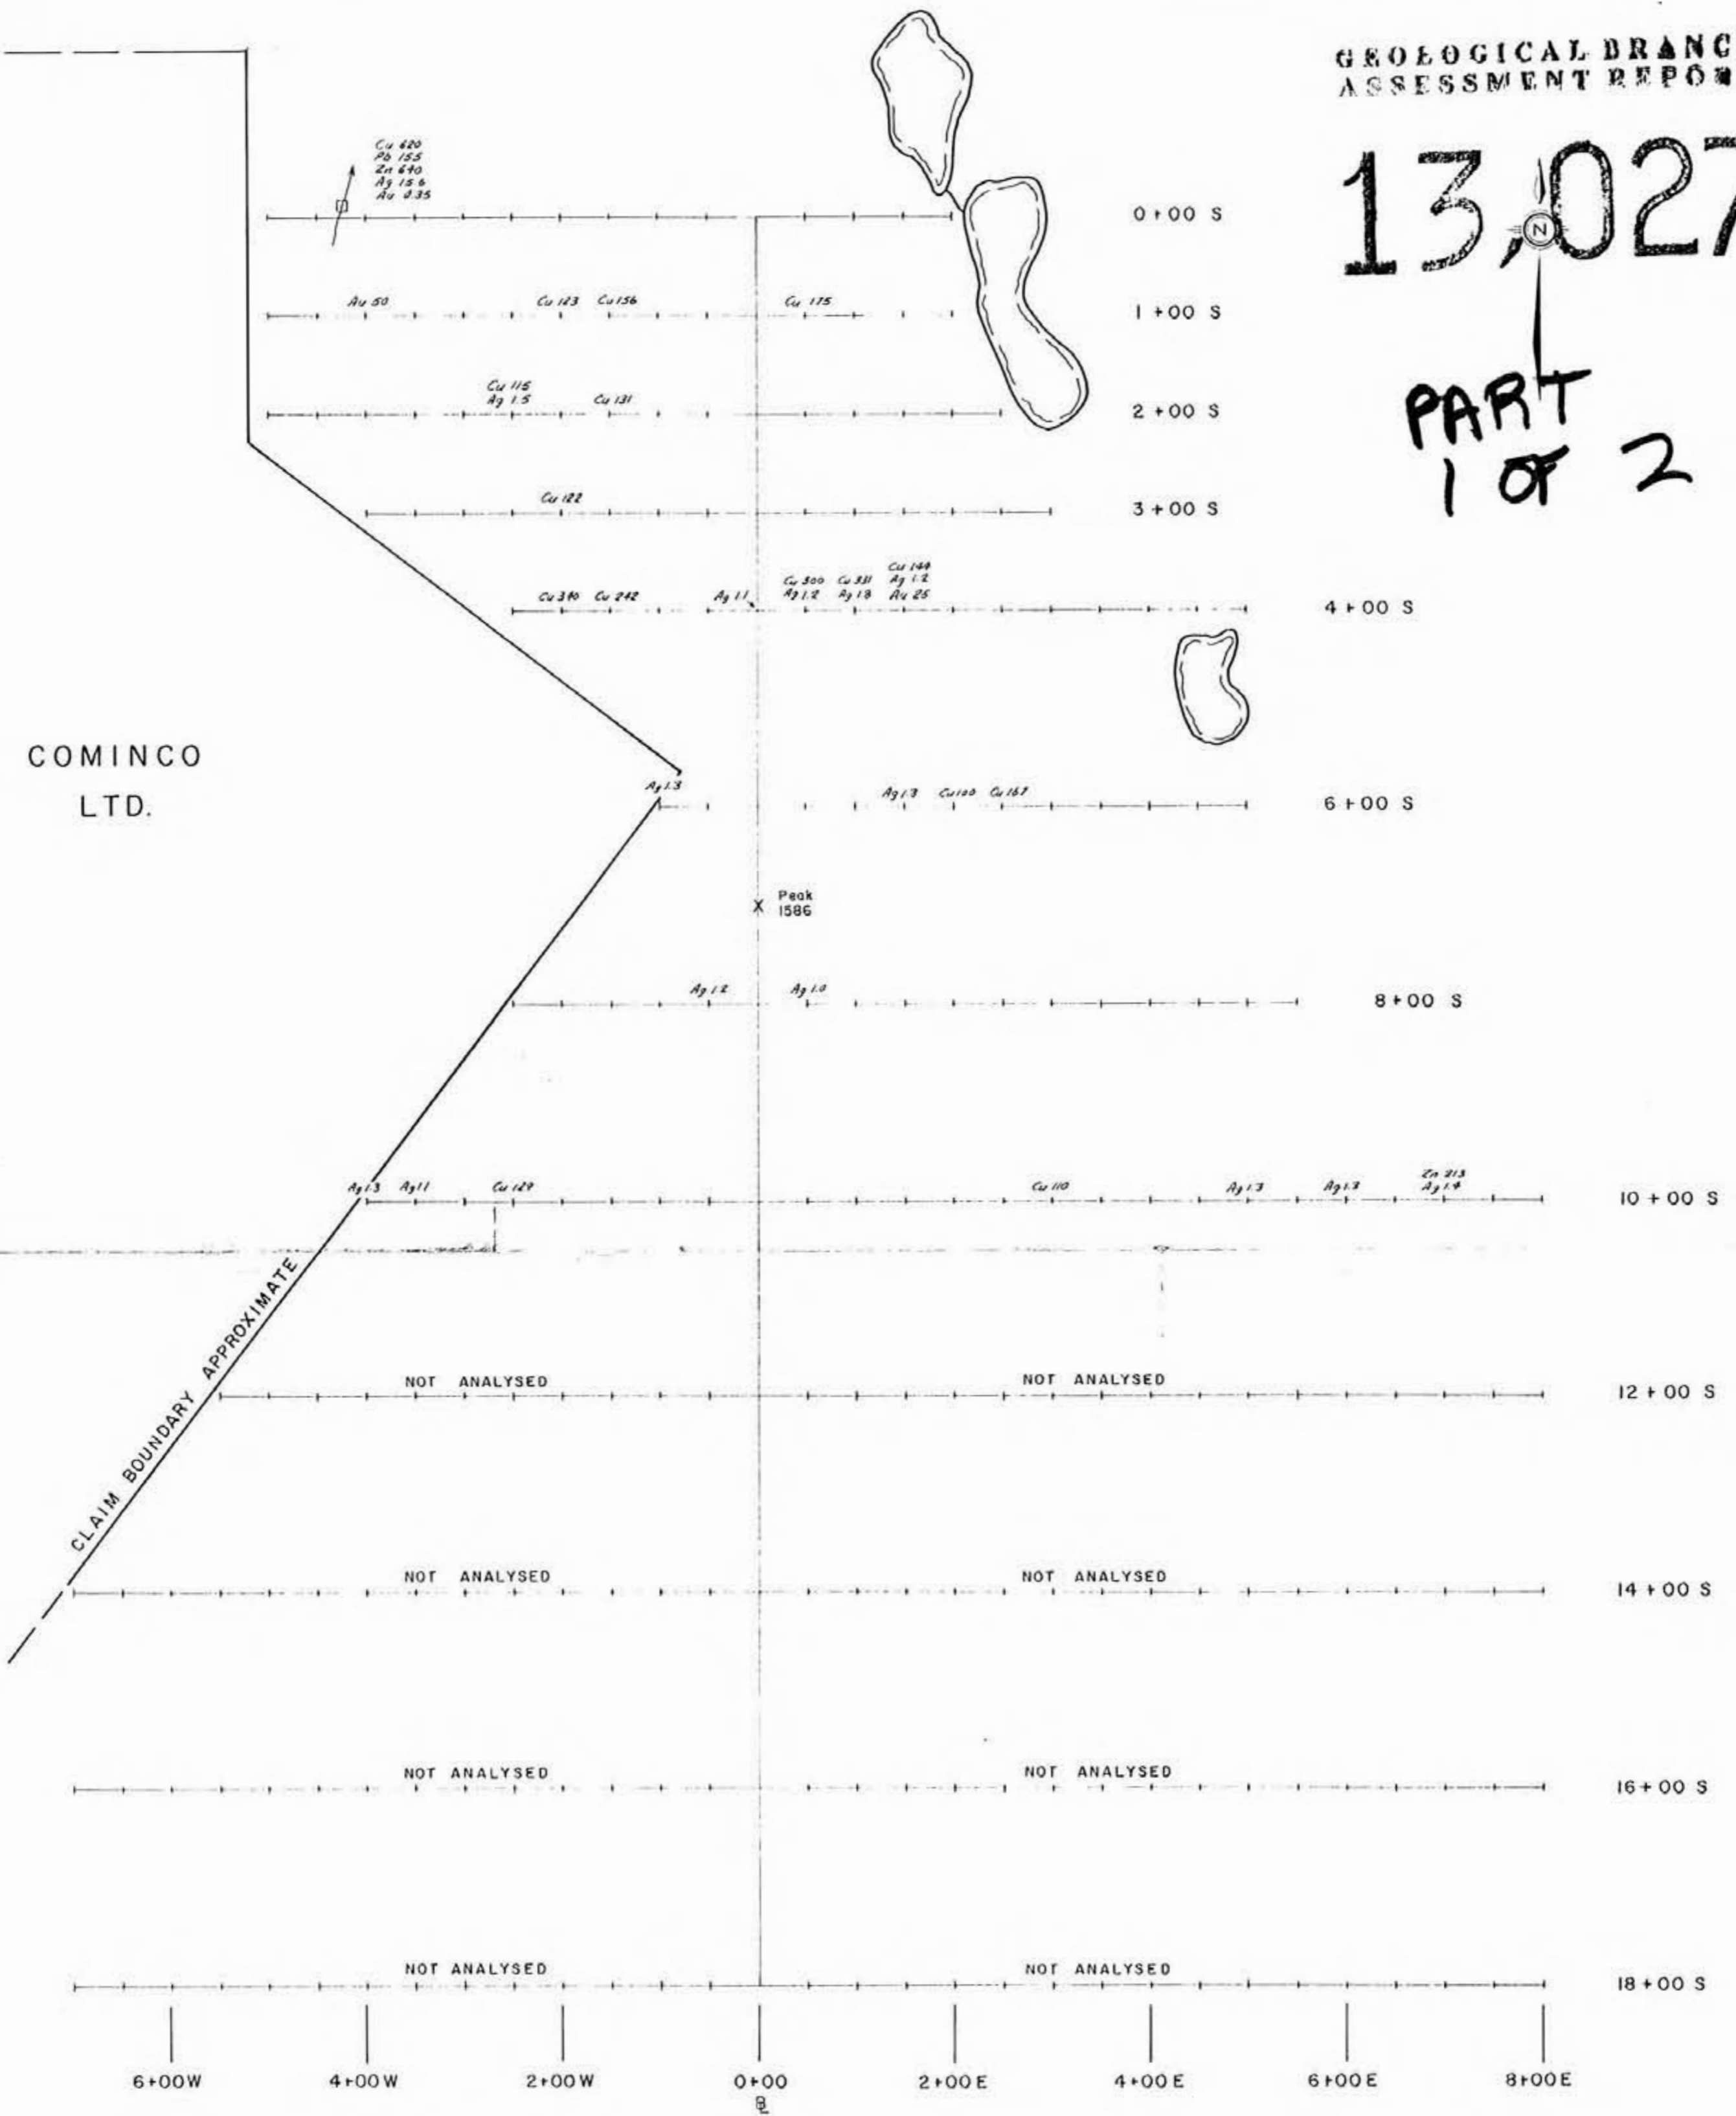 GEOLOGICAL BRANC
ASSESSMENT REPOR
13,027
N
PART
1 OF 2
Cu 620
Pb 155
Zn 640
Ag 15.6
Au 0.35
0+00 S
Au 50 Cu 123 Cu 156 Cu 175
1+00 S
Cu 115
Ag 1.5 Cu 131
2+00 S
Cu 122
3+00 S
Cu 340 Cu 242 Ag 1.1
Cu 300 Cu 331 Cu 144
Ag 1.2 Ag 1.8 Ag 1.2
Au 25
4+00 S
COMINCO
LTD.
Ag 1.3 Ag 1.3 Cu 100 Cu 167
6+00 S
Peak
1586
Ag 1.2 Ag 1.0
8+00 S
Ag 1.3 Ag 1.1 Cu 129 Cu 110 Ag 1.3 Ag 1.3
Zn 213
Ag 1.4
10+00 S
CLAIM BOUNDARY APPROXIMATE
NOT ANALYSED NOT ANALYSED
12+00 S
NOT ANALYSED NOT ANALYSED
14+00 S
NOT ANALYSED NOT ANALYSED
16+00 S
NOT ANALYSED NOT ANALYSED
18+00 S
6+00W 4+00W 2+00W 0+00 2+00E 4+00E 6+00E 8+00E
BL